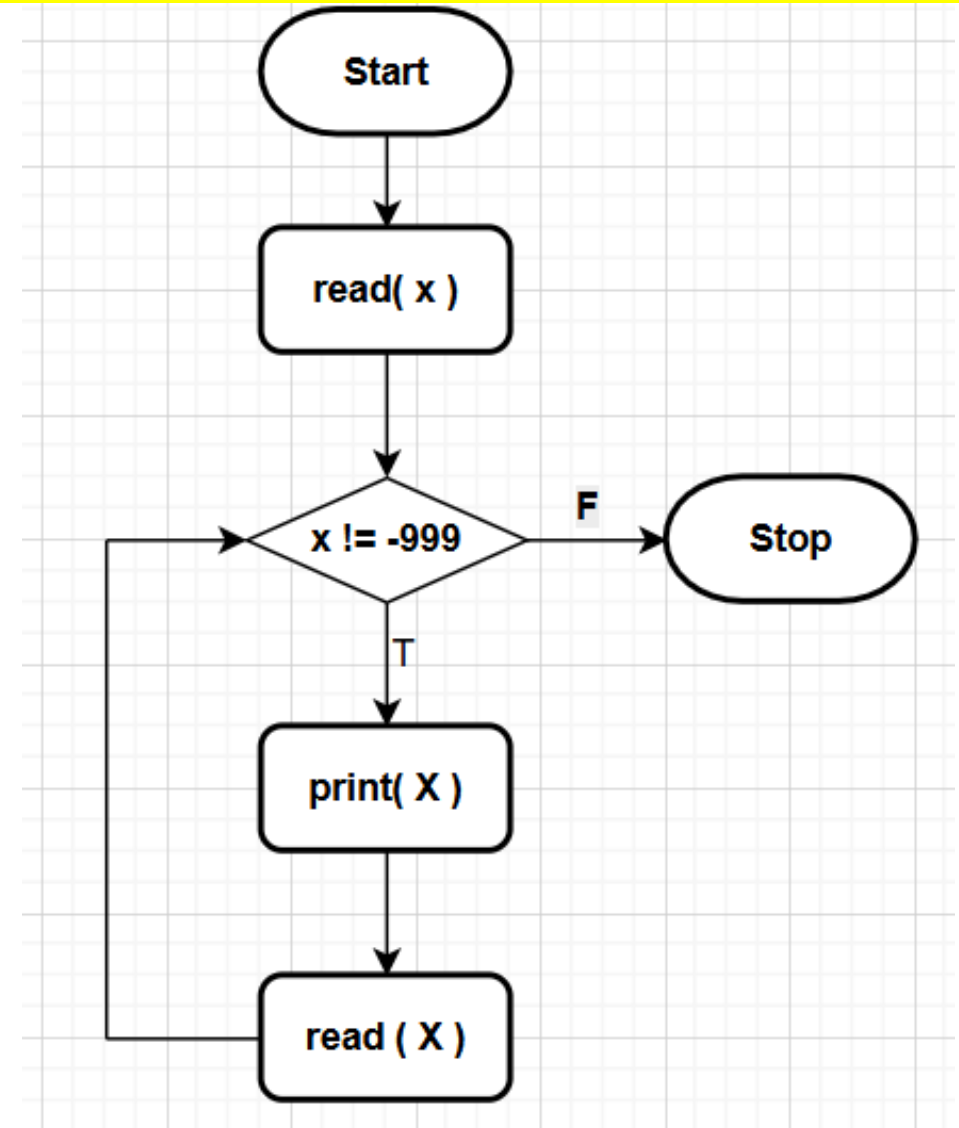 Start
read( x )
x != -999
F
Stop
T
print( X )
read ( X )